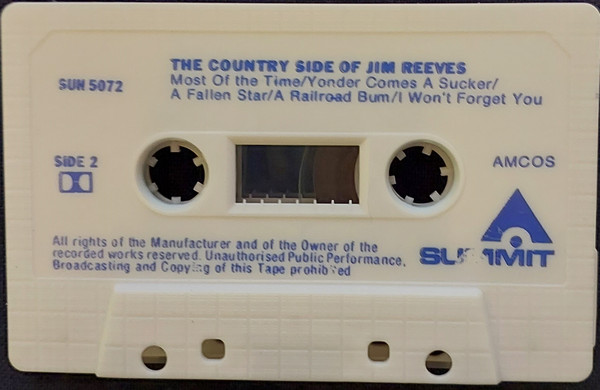 THE COUNTRY SIDE OF JIM REEVES
SUN 5072
Most Of the Time/Yonder Comes A Sucker/
A Fallen Star/A Railroad Bum/I Won't Forget You
SIDE 2
AMCOS
All rights of the Manufacturer and of the Owner of the
recorded works reserved. Unauthorised Public Performance,
Broadcasting and Copying of this Tape prohibited
SUMMIT